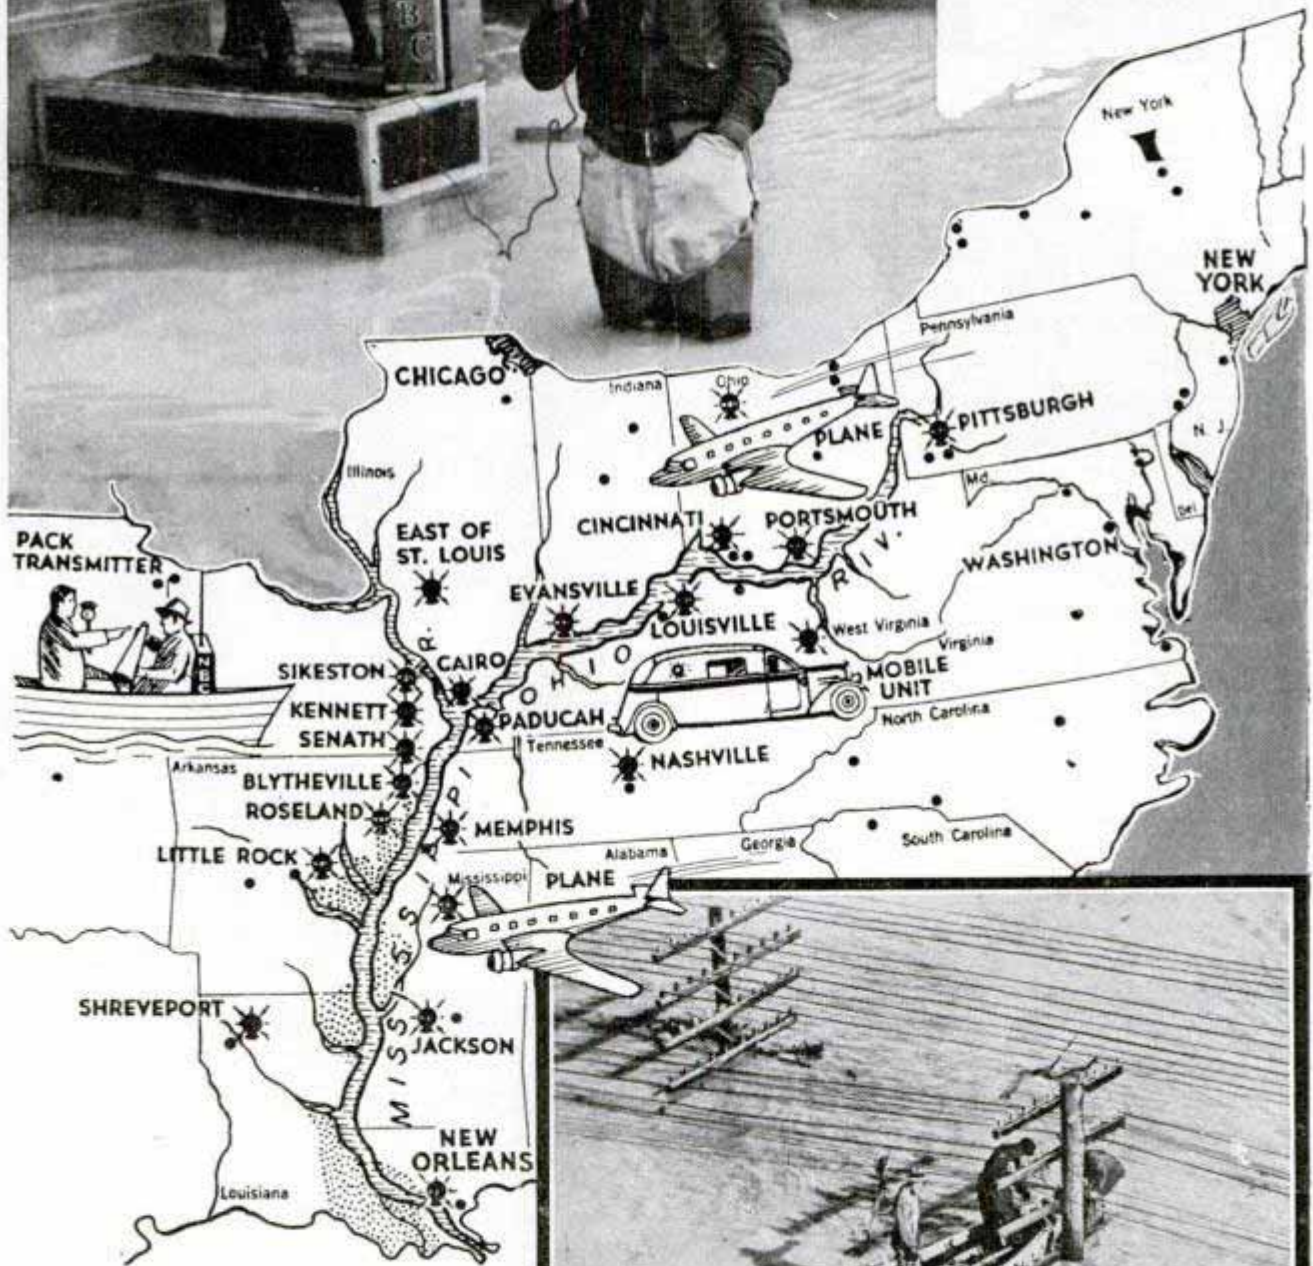 B
C
New York
NEW
YORK
Pennsylvania
CHICAGO
Indiana
Ohio
PLANE
PITTSBURGH
N. J.
Illinois
Md.
Del.
EAST OF
ST. LOUIS
CINCINNATI
PORTSMOUTH
PACK
TRANSMITTER
WASHINGTON
EVANSVILLE
LOUISVILLE
West Virginia
Virginia
OHIO RIV.
NBC
SIKESTON
CAIRO
MOBILE
UNIT
KENNETT
PADUCAH
North Carolina
SENATH
Tennessee
Arkansas
NASHVILLE
BLYTHEVILLE
ROSELAND
MEMPHIS
LITTLE ROCK
Alabama
Georgia
South Carolina
Mississippi
PLANE
MISSISSIPPI R.
SHREVEPORT
JACKSON
NEW
ORLEANS
Louisiana